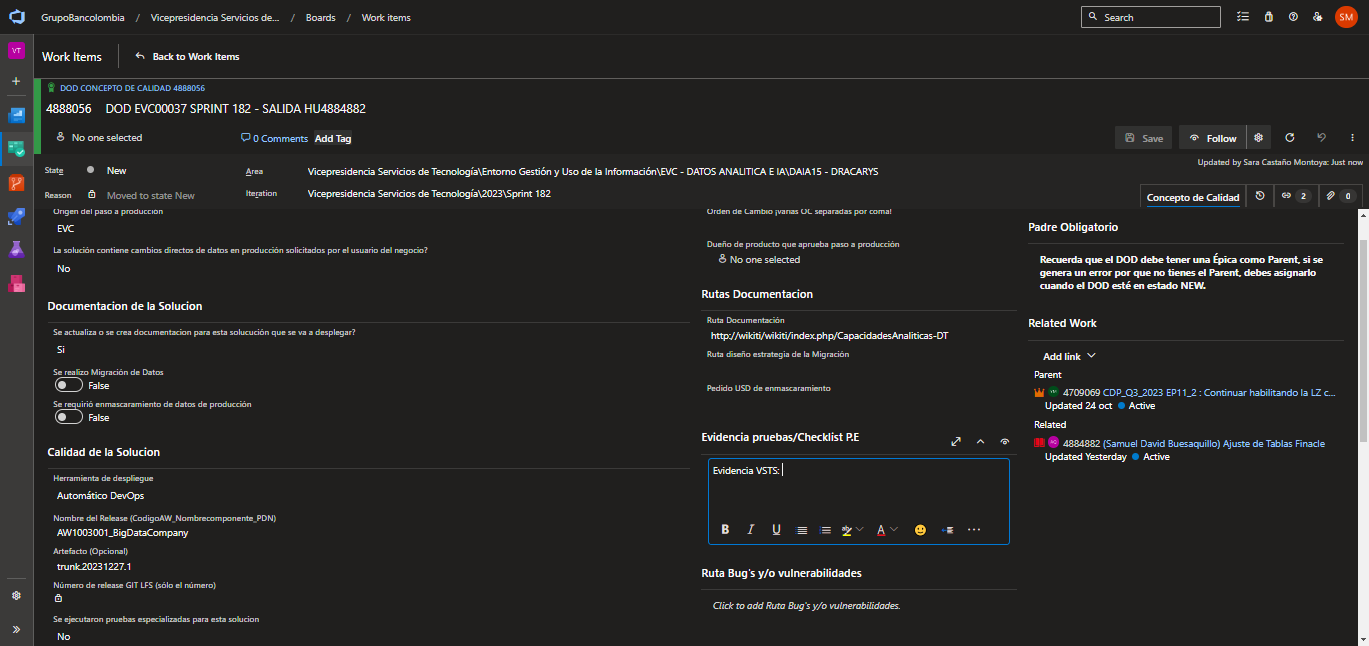 GrupoBancolombia / Vicepresidencia Servicios de... / Boards / Work items
Search
SM
VT
Work Items
Back to Work Items
DOD CONCEPTO DE CALIDAD 4888056
4888056 DOD EVC00037 SPRINT 182 - SALIDA HU4884882
No one selected
0 Comments
Add Tag
Save
Follow
Updated by Sara Castaño Montoya: Just now
State
New
Area
Vicepresidencia Servicios de Tecnología\Entorno Gestión y Uso de la Información\EVC - DATOS ANALITICA E IA\DAIA15 - DRACARYS
Reason
Moved to state New
Iteration
Vicepresidencia Servicios de Tecnología\2023\Sprint 182
Concepto de Calidad
2
0
Origen del paso a producción
EVC
La solución contiene cambios directos de datos en producción solicitados por el usuario del negocio?
No
Documentacion de la Solucion
Se actualiza o se crea documentacion para esta solucución que se va a desplegar?
Si
Se realizo Migración de Datos
False
Se requirió enmascaramiento de datos de producción
False
Calidad de la Solucion
Herramienta de despliegue
Automático DevOps
Nombre del Release (CodigoAW_Nombrecomponente_PDN)
AW1003001_BigDataCompany
Artefacto (Opcional)
trunk.20231227.1
Número de release GIT LFS (sólo el número)
Se ejecutaron pruebas especializadas para esta solucion
No
Orden de Cambio ¡Varias OC separadas por coma!
Dueño de producto que aprueba paso a producción
No one selected
Rutas Documentacion
Ruta Documentación
http://wikiti/wikiti/index.php/CapacidadesAnaliticas-DT
Ruta diseño estrategia de la Migración
Pedido USD de enmascaramiento
Evidencia pruebas/Checklist P.E
Evidencia VSTS:
B I U A
Ruta Bug's y/o vulnerabilidades
Click to add Ruta Bug's y/o vulnerabilidades.
Padre Obligatorio
Recuerda que el DOD debe tener una Épica como Parent, si se
genera un error por que no tienes el Parent, debes asignarlo
cuando el DOD esté en estado NEW.
Related Work
Add link
Parent
4709069 CDP_Q3_2023 EP11_2 : Continuar habilitando la LZ c...
Updated 24 oct Active
Related
4884882 (Samuel David Buesaquillo) Ajuste de Tablas Finacle
Updated Yesterday Active